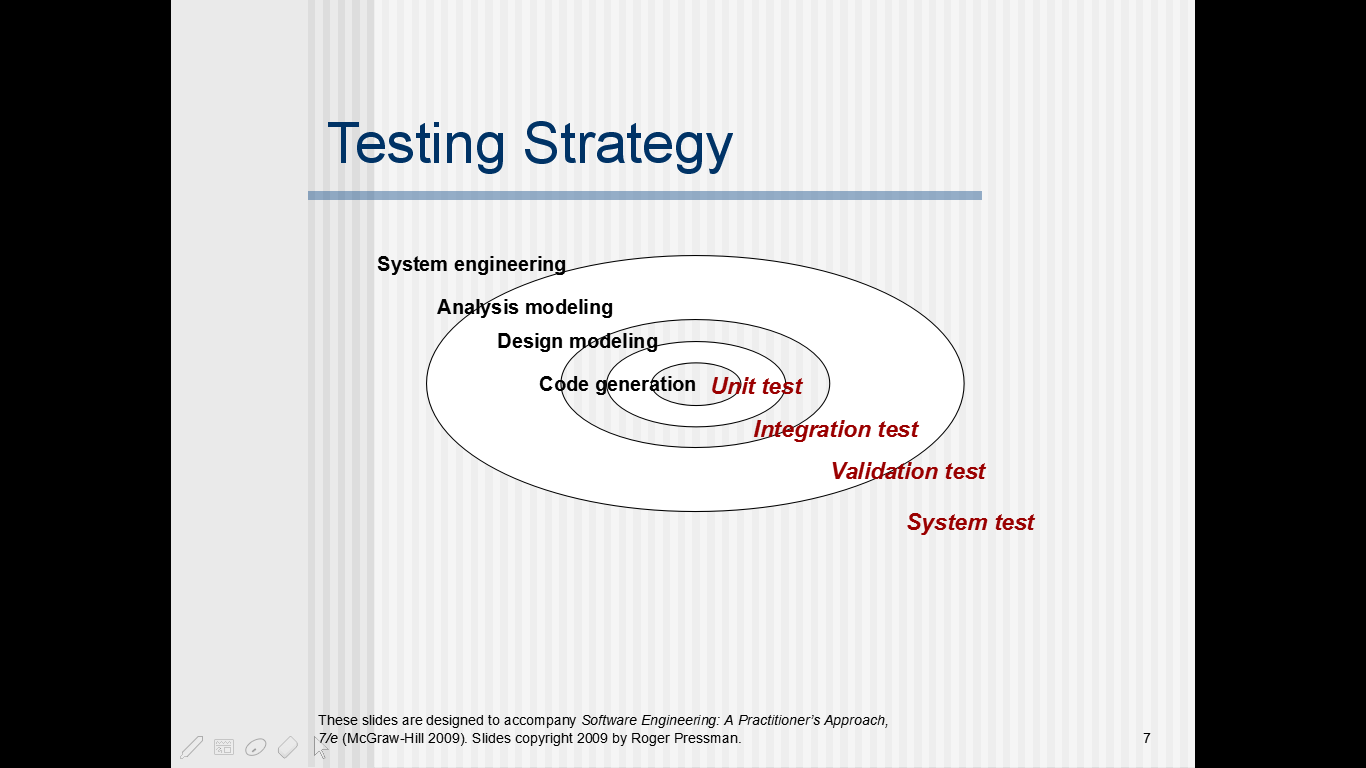 Testing Strategy
System engineering
Analysis modeling
Design modeling
Code generation
Unit test
Integration test
Validation test
System test
These slides are designed to accompany Software Engineering: A Practitioner’s Approach,
7/e (McGraw-Hill 2009). Slides copyright 2009 by Roger Pressman.
7